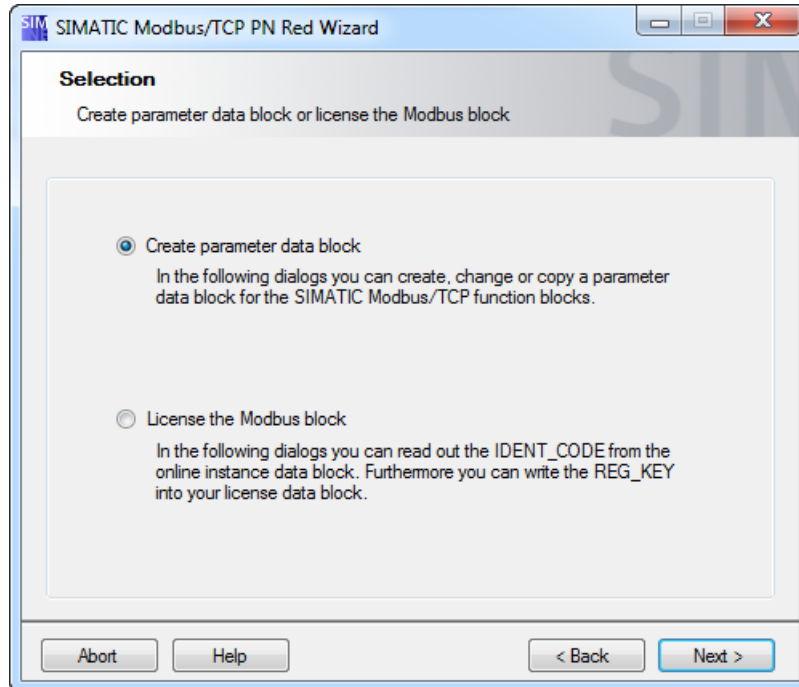 SIMATIC Modbus/TCP PN Red Wizard
Selection
Create parameter data block or license the Modbus block
Create parameter data block
In the following dialogs you can create, change or copy a parameter
data block for the SIMATIC Modbus/TCP function blocks.
License the Modbus block
In the following dialogs you can read out the IDENT_CODE from the
online instance data block. Furthermore you can write the REG_KEY
into your license data block.
Abort Help < Back Next >